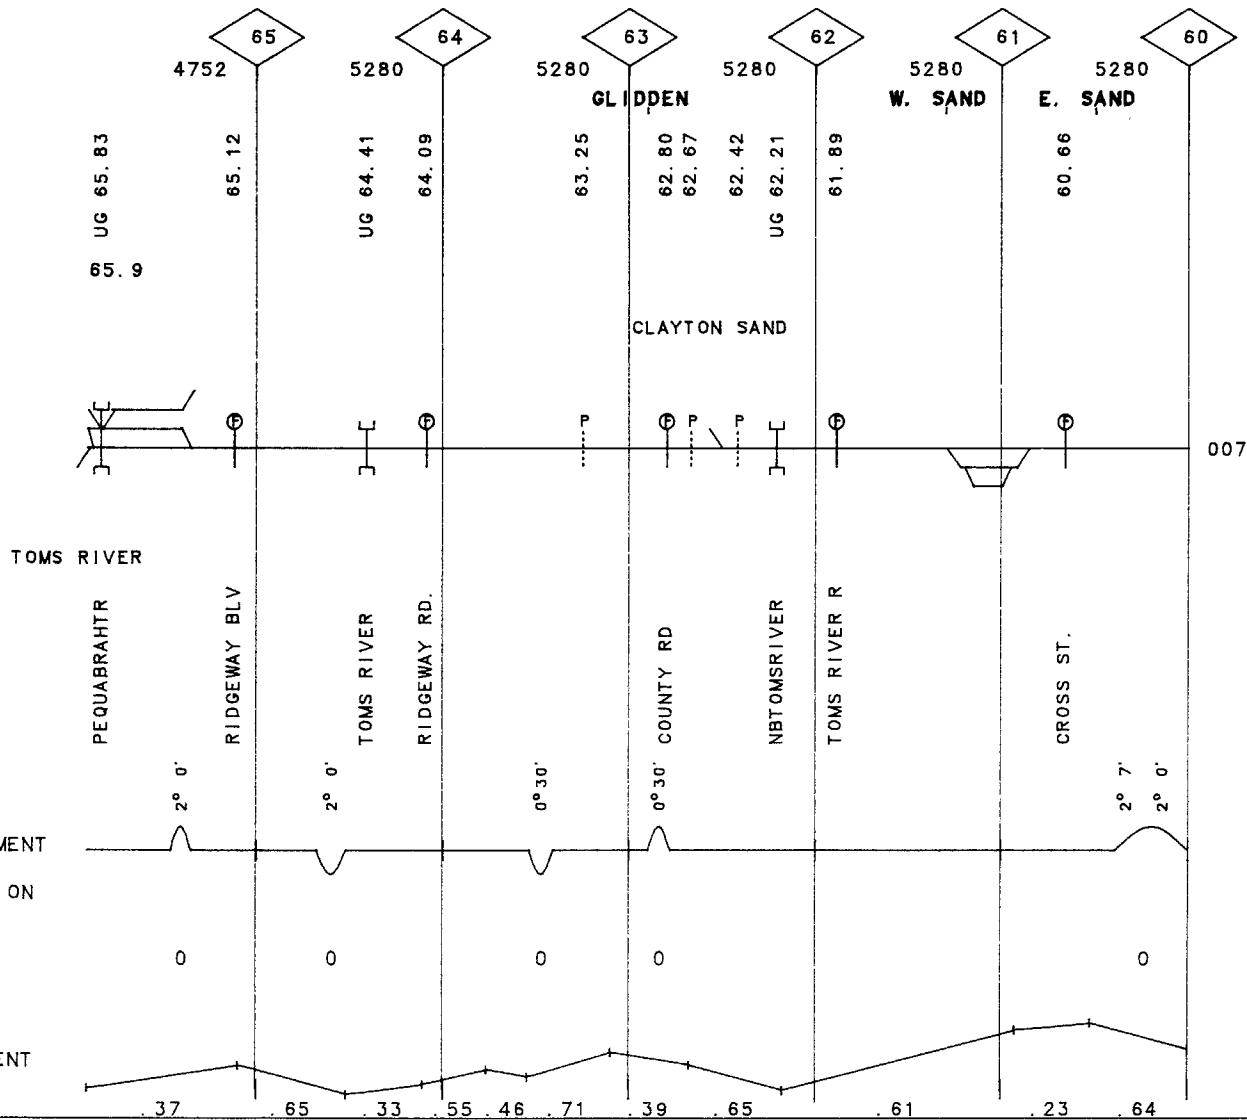 65 64 63 62 61 60
4752 5280 5280 5280 5280 5280
GLIDDEN W. SAND E. SAND
UG 65.83
65.12
UG 64.41
64.09
63.25
62.80
62.67
62.42
UG 62.21
61.89
60.66
65.9
CLAYTON SAND
F F P F P P F F
007
TOMS RIVER
PEQUABRAHTR
RIDGEWAY BLV
TOMS RIVER
RIDGEWAY RD.
COUNTY RD
NBTOMSRIVER
TOMS RIVER R
CROSS ST.
2° 0'
2° 0'
0°30'
0°30'
2° 7'
2° 0'
MENT
ON
0 0 0 0 0
ENT
.37 .65 .33 .55 .46 .71 .39 .65 .61 .23 .64